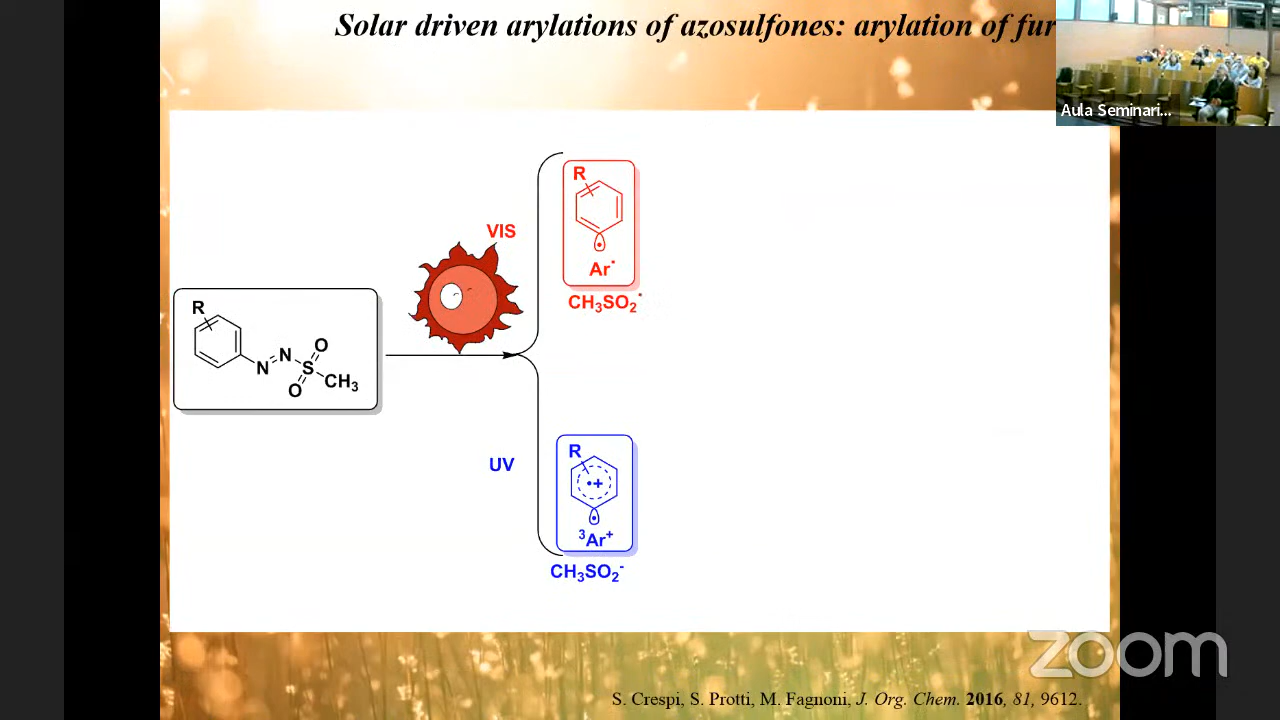 Solar driven arylations of azosulfones: arylation of fur
Aula Seminari...
R
N N S O O CH3
VIS
R
Ar•
CH3SO2•
UV
R
•+
3Ar+
CH3SO2-
zoom
S. Crespi, S. Protti, M. Fagnoni, J. Org. Chem. 2016, 81, 9612.